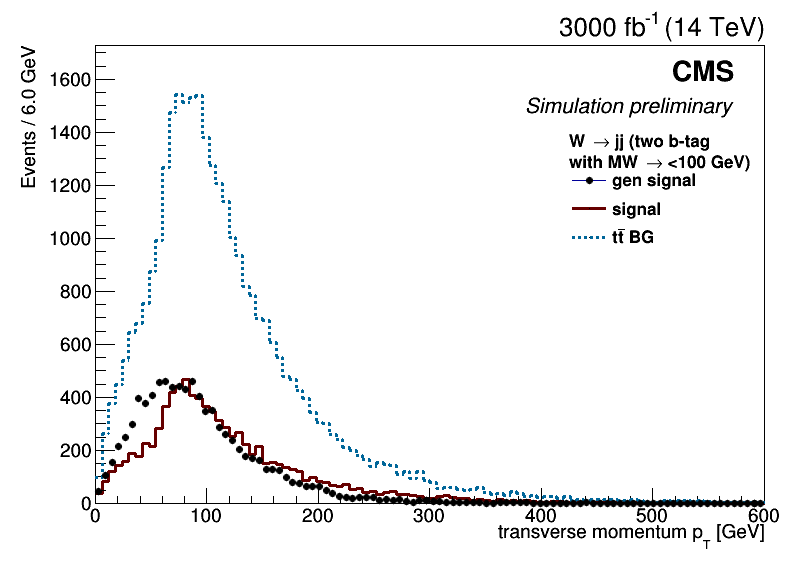 3000 fb⁻¹ (14 TeV)
CMS
Simulation preliminary
W → jj (two b-tag
with MW → <100 GeV)
gen signal
signal
tt̄ BG
Events / 6.0 GeV
1600
1400
1200
1000
800
600
400
200
0
0 100 200 300 400 500 600
transverse momentum p_T [GeV]